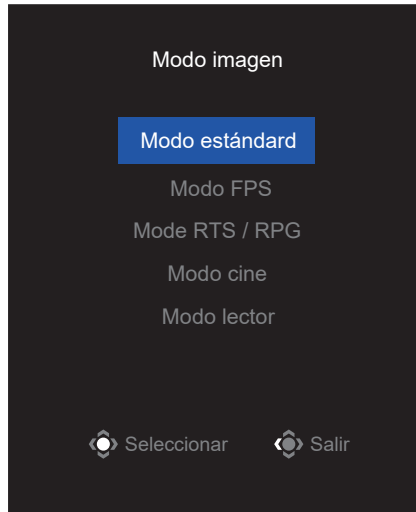 Modo imagen
Modo estándard
Modo FPS
Mode RTS / RPG
Modo cine
Modo lector
Seleccionar Salir